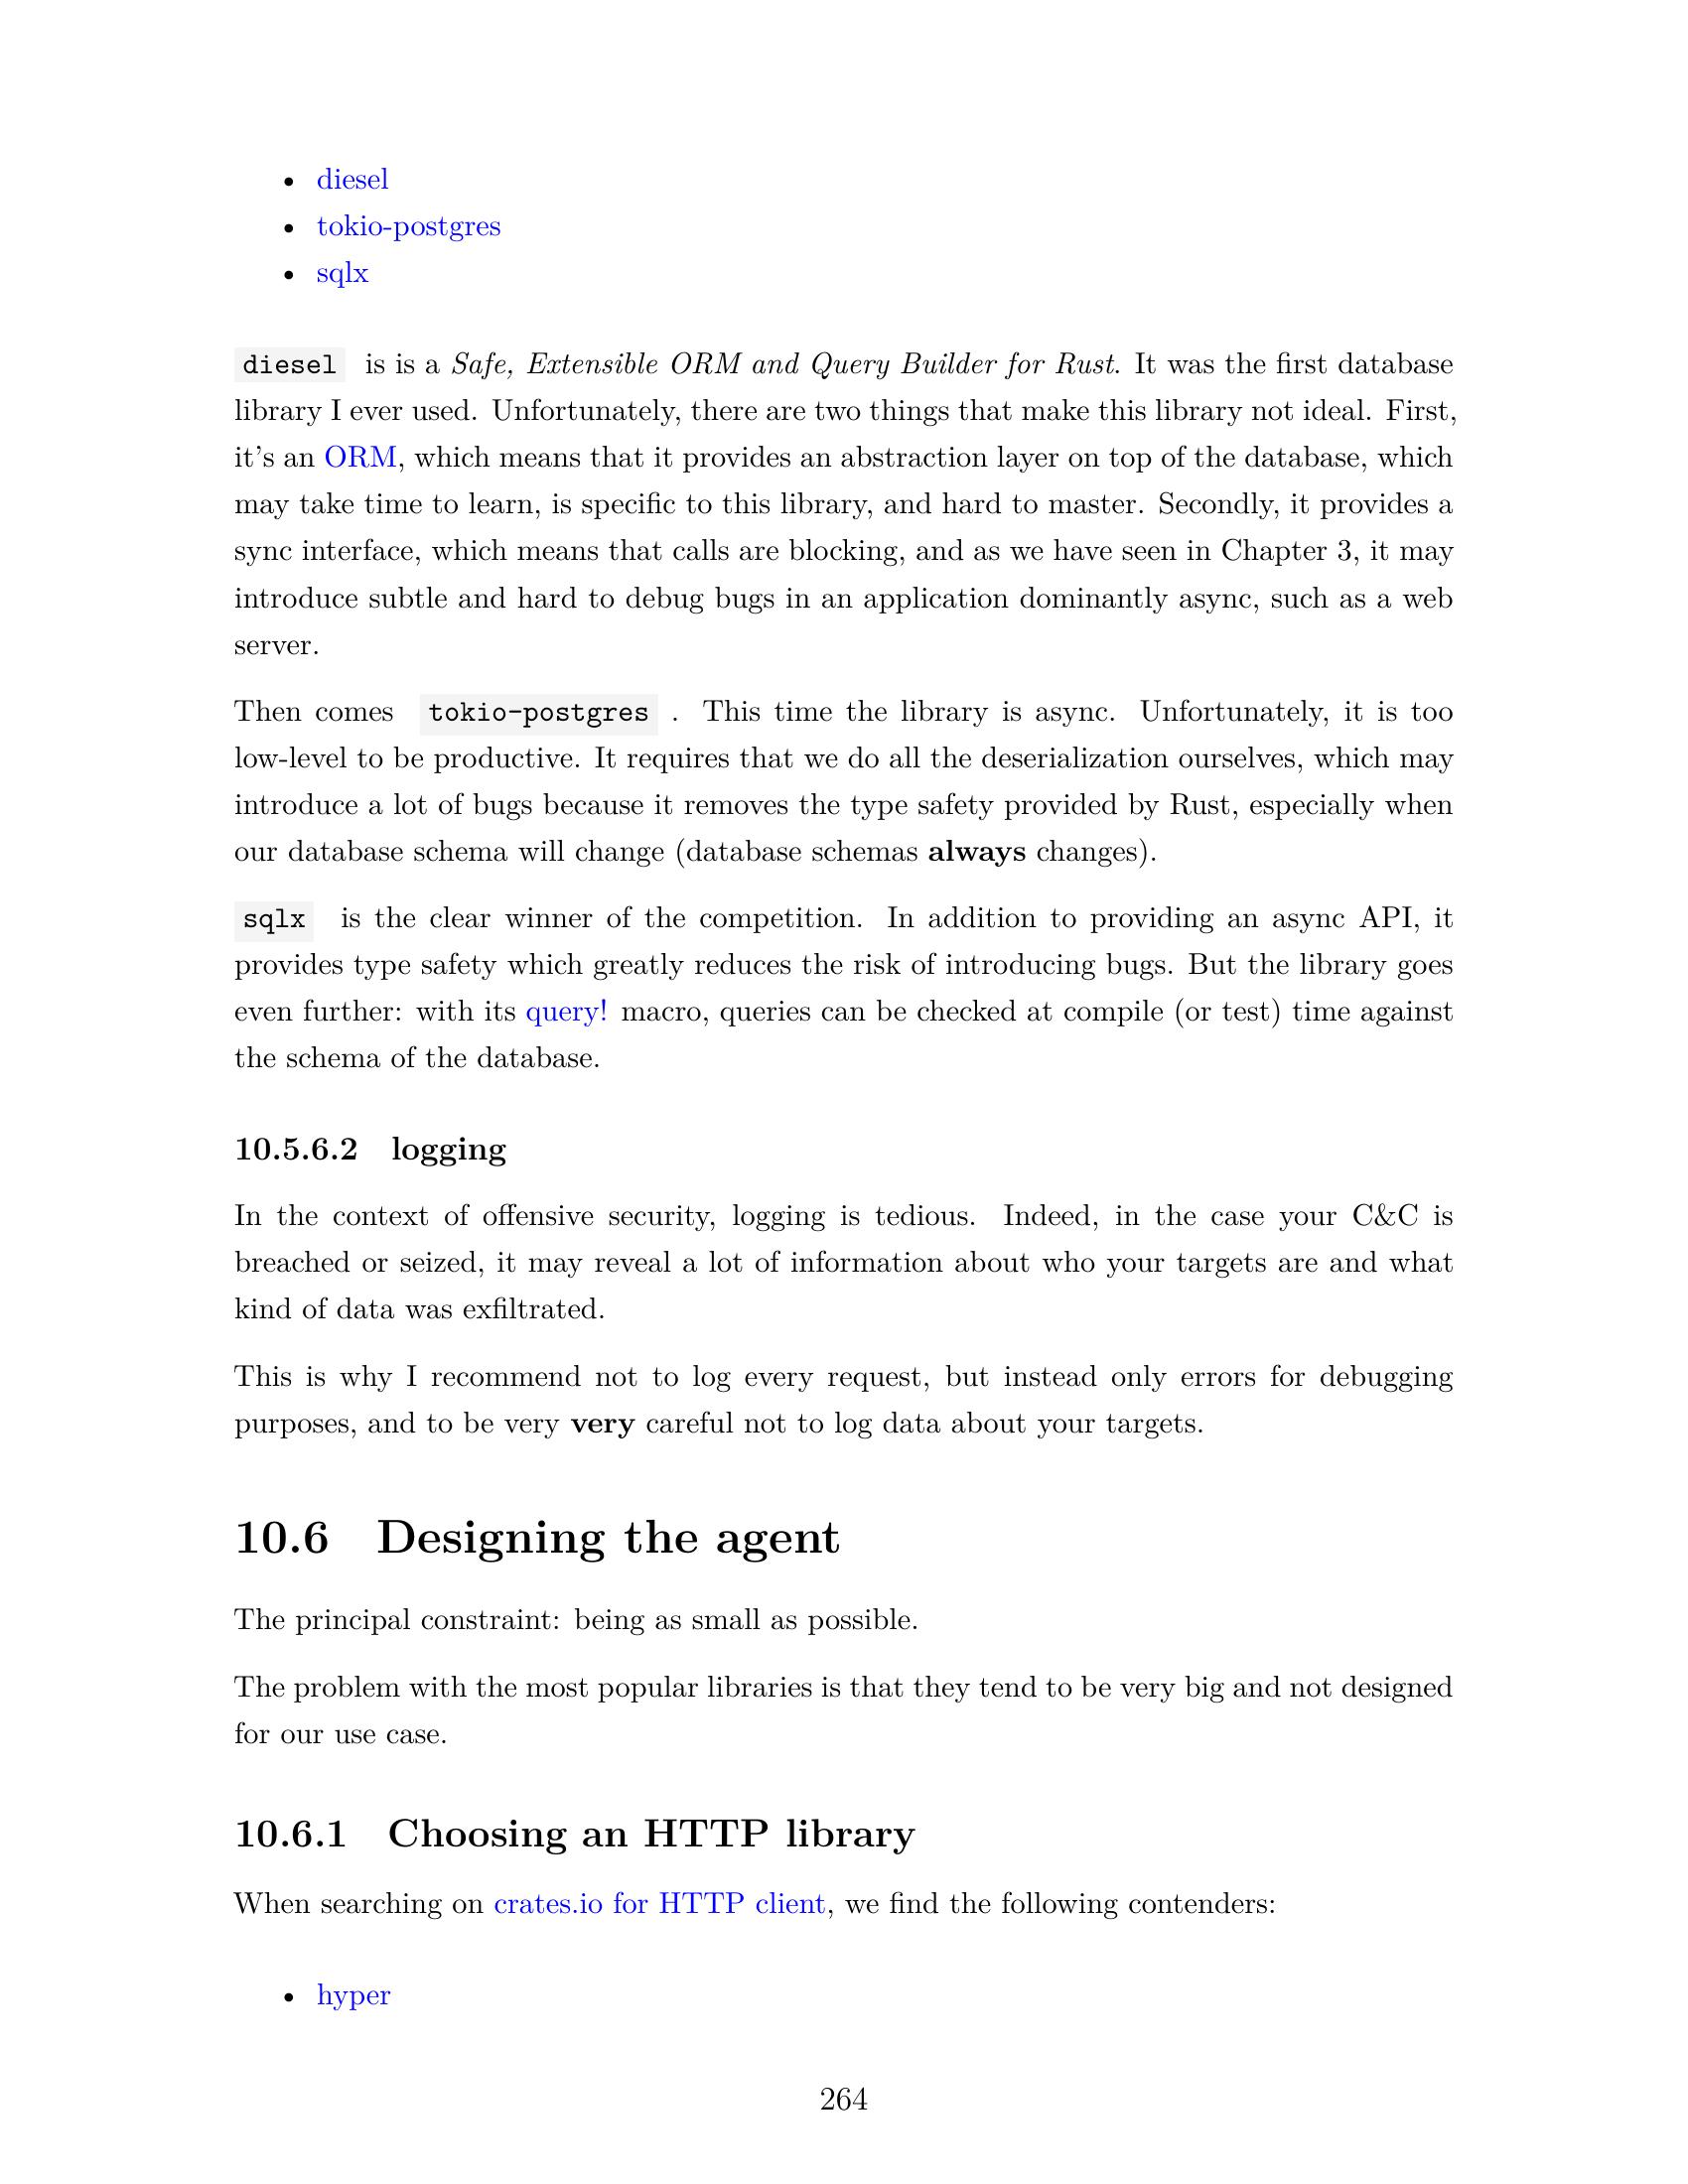 • diesel
• tokio-postgres
• sqlx
diesel is is a Safe, Extensible ORM and Query Builder for Rust. It was the first database
library I ever used. Unfortunately, there are two things that make this library not ideal. First,
it's an ORM, which means that it provides an abstraction layer on top of the database, which
may take time to learn, is specific to this library, and hard to master. Secondly, it provides a
sync interface, which means that calls are blocking, and as we have seen in Chapter 3, it may
introduce subtle and hard to debug bugs in an application dominantly async, such as a web
server.
Then comes tokio-postgres . This time the library is async. Unfortunately, it is too
low-level to be productive. It requires that we do all the deserialization ourselves, which may
introduce a lot of bugs because it removes the type safety provided by Rust, especially when
our database schema will change (database schemas always changes).
sqlx is the clear winner of the competition. In addition to providing an async API, it
provides type safety which greatly reduces the risk of introducing bugs. But the library goes
even further: with its query! macro, queries can be checked at compile (or test) time against
the schema of the database.
10.5.6.2 logging
In the context of offensive security, logging is tedious. Indeed, in the case your C&C is
breached or seized, it may reveal a lot of information about who your targets are and what
kind of data was exfiltrated.
This is why I recommend not to log every request, but instead only errors for debugging
purposes, and to be very very careful not to log data about your targets.
10.6 Designing the agent
The principal constraint: being as small as possible.
The problem with the most popular libraries is that they tend to be very big and not designed
for our use case.
10.6.1 Choosing an HTTP library
When searching on crates.io for HTTP client, we find the following contenders:
• hyper
264